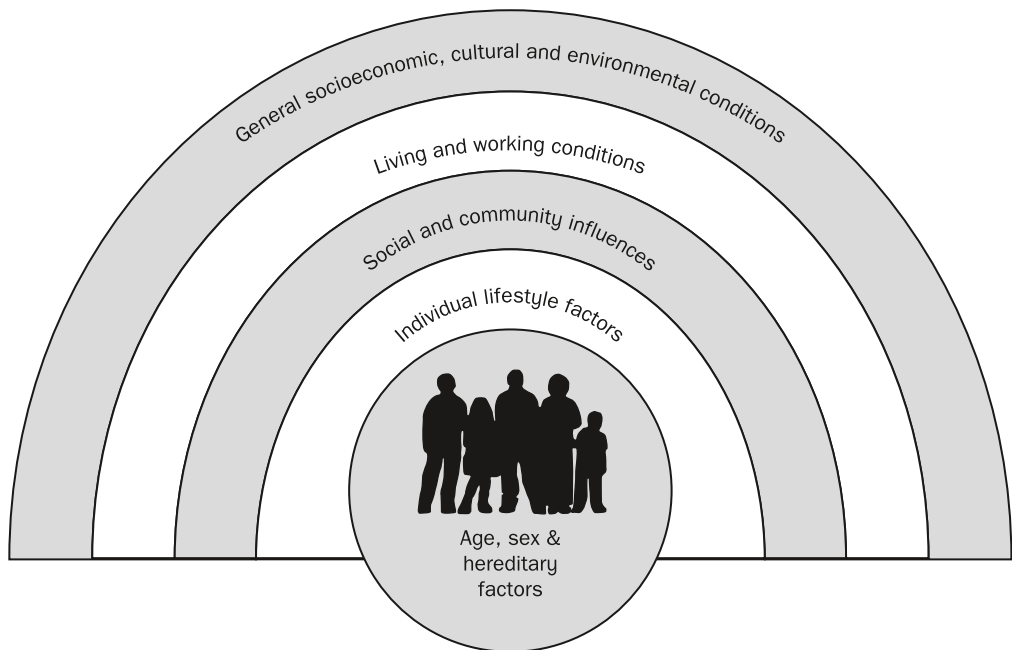 General socioeconomic, cultural and environmental conditions
Living and working conditions
Social and community influences
Individual lifestyle factors
Age, sex &
hereditary
factors